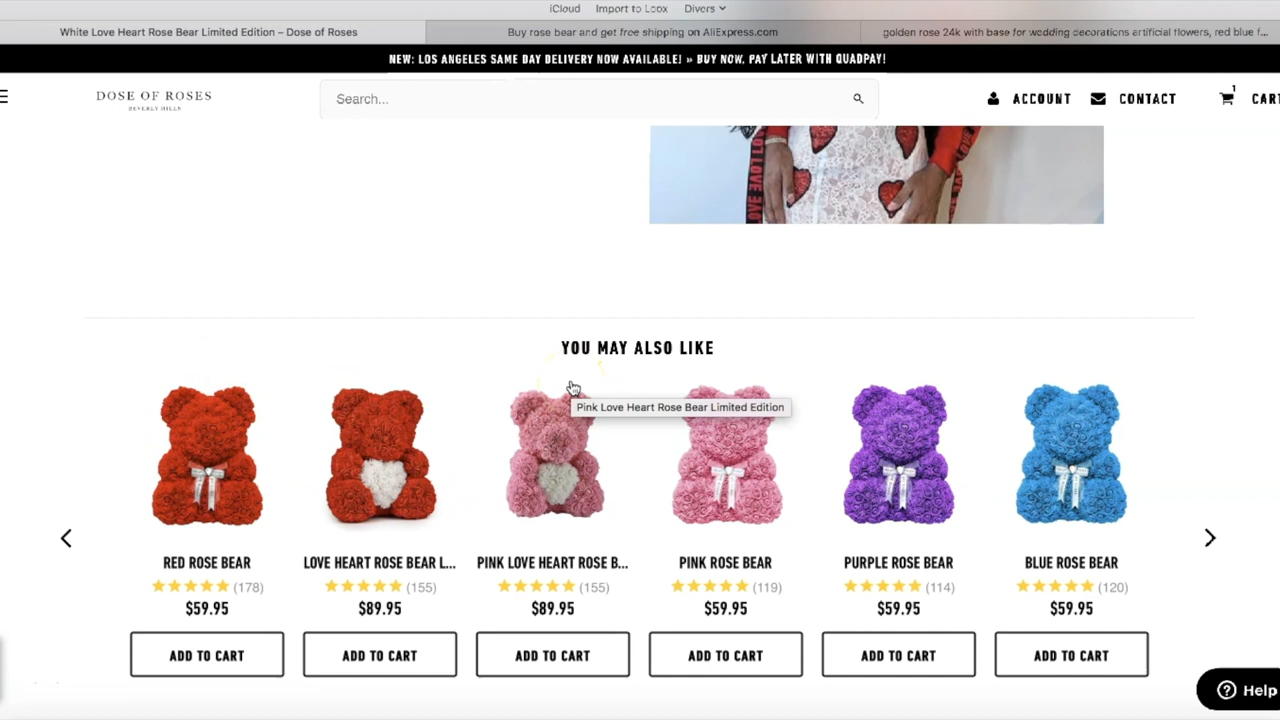 iCloud Import to Loox Divers
White Love Heart Rose Bear Limited Edition – Dose of Roses
Buy rose bear and get free shipping on AliExpress.com
golden rose 24k with base for wedding decorations artificial flowers, red blue f...
NEW: LOS ANGELES SAME DAY DELIVERY NOW AVAILABLE! » BUY NOW, PAY LATER WITH QUADPAY!
DOSE OF ROSES
BEVERLY HILLS
Search...
ACCOUNT
CONTACT
1
CART
LOVE
YOU MAY ALSO LIKE
Pink Love Heart Rose Bear Limited Edition
RED ROSE BEAR
(178)
$59.95
ADD TO CART
LOVE HEART ROSE BEAR L...
(155)
$89.95
ADD TO CART
PINK LOVE HEART ROSE B...
(155)
$89.95
ADD TO CART
PINK ROSE BEAR
(119)
$59.95
ADD TO CART
PURPLE ROSE BEAR
(114)
$59.95
ADD TO CART
BLUE ROSE BEAR
(120)
$59.95
ADD TO CART
Help